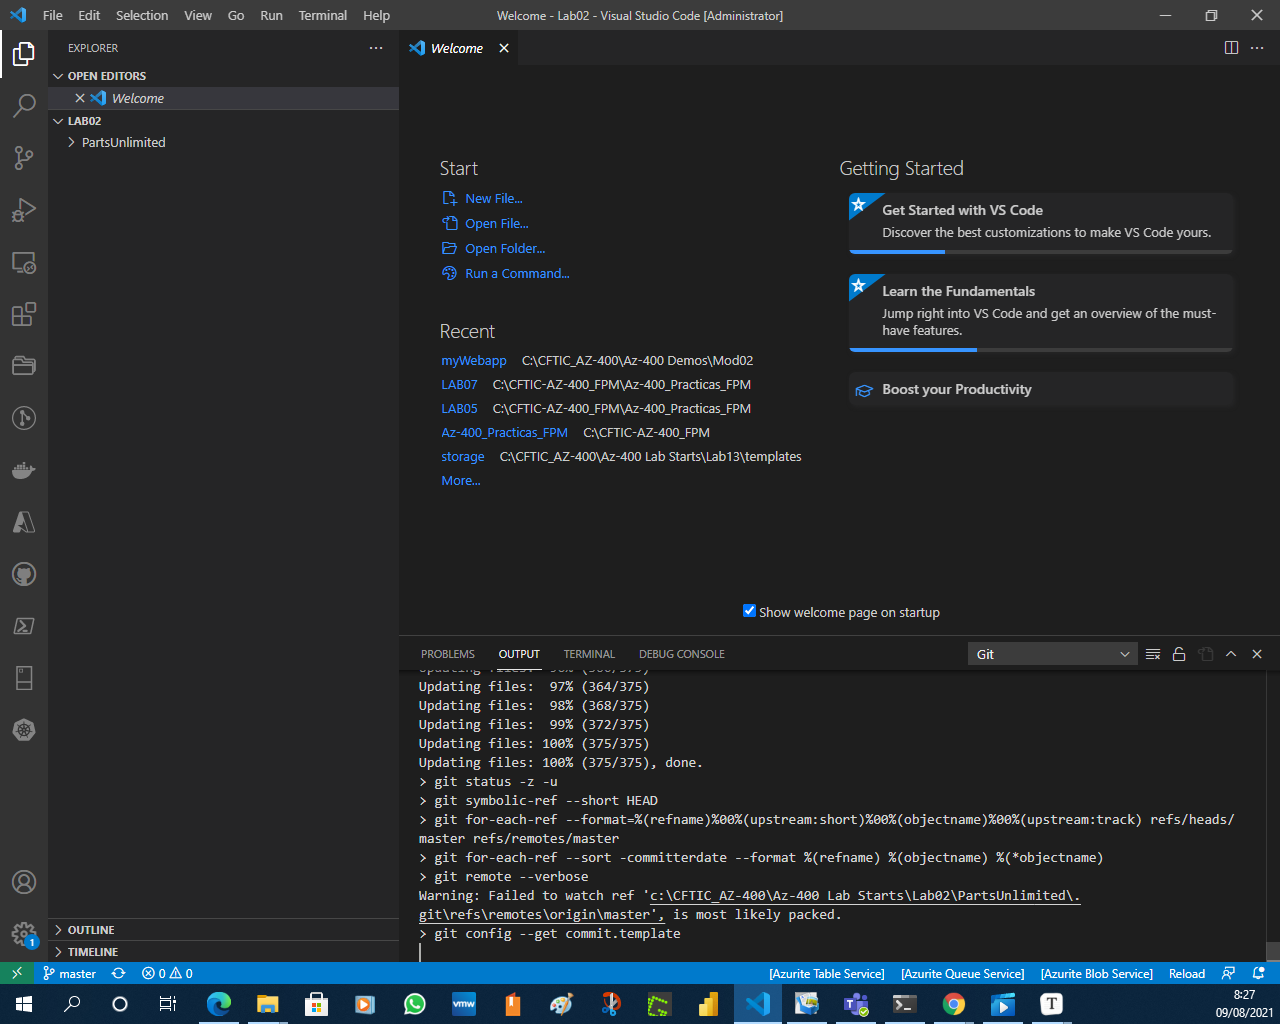 File Edit Selection View Go Run Terminal Help
Welcome - Lab02 - Visual Studio Code [Administrator]
EXPLORER
Welcome
OPEN EDITORS
Welcome
LAB02
PartsUnlimited
Start
New File...
Open File...
Open Folder...
Run a Command...
Recent
myWebapp C:\CFTIC_AZ-400\Az-400 Demos\Mod02
LAB07 C:\CFTIC-AZ-400_FPM\Az-400_Practicas_FPM
LAB05 C:\CFTIC-AZ-400_FPM\Az-400_Practicas_FPM
Az-400_Practicas_FPM C:\CFTIC-AZ-400_FPM
storage C:\CFTIC_AZ-400\Az-400 Lab Starts\Lab13\templates
More...
Getting Started
Get Started with VS Code
Discover the best customizations to make VS Code yours.
Learn the Fundamentals
Jump right into VS Code and get an overview of the must-
have features.
Boost your Productivity
Show welcome page on startup
PROBLEMS OUTPUT TERMINAL DEBUG CONSOLE
Git
Updating files: 97% (364/375)
Updating files: 98% (368/375)
Updating files: 99% (372/375)
Updating files: 100% (375/375)
Updating files: 100% (375/375), done.
> git status -z -u
> git symbolic-ref --short HEAD
> git for-each-ref --format=%(refname)%00%(upstream:short)%00%(objectname)%00%(upstream:track) refs/heads/
master refs/remotes/master
> git for-each-ref --sort -committerdate --format %(refname) %(objectname) %(*objectname)
> git remote --verbose
Warning: Failed to watch ref 'c:\CFTIC_AZ-400\Az-400 Lab Starts\Lab02\PartsUnlimited\.
git\refs\remotes\origin\master', is most likely packed.
> git config --get commit.template
OUTLINE
TIMELINE
1
master 0 0
[Azurite Table Service] [Azurite Queue Service] [Azurite Blob Service] Reload
vmw
T
8:27
09/08/2021